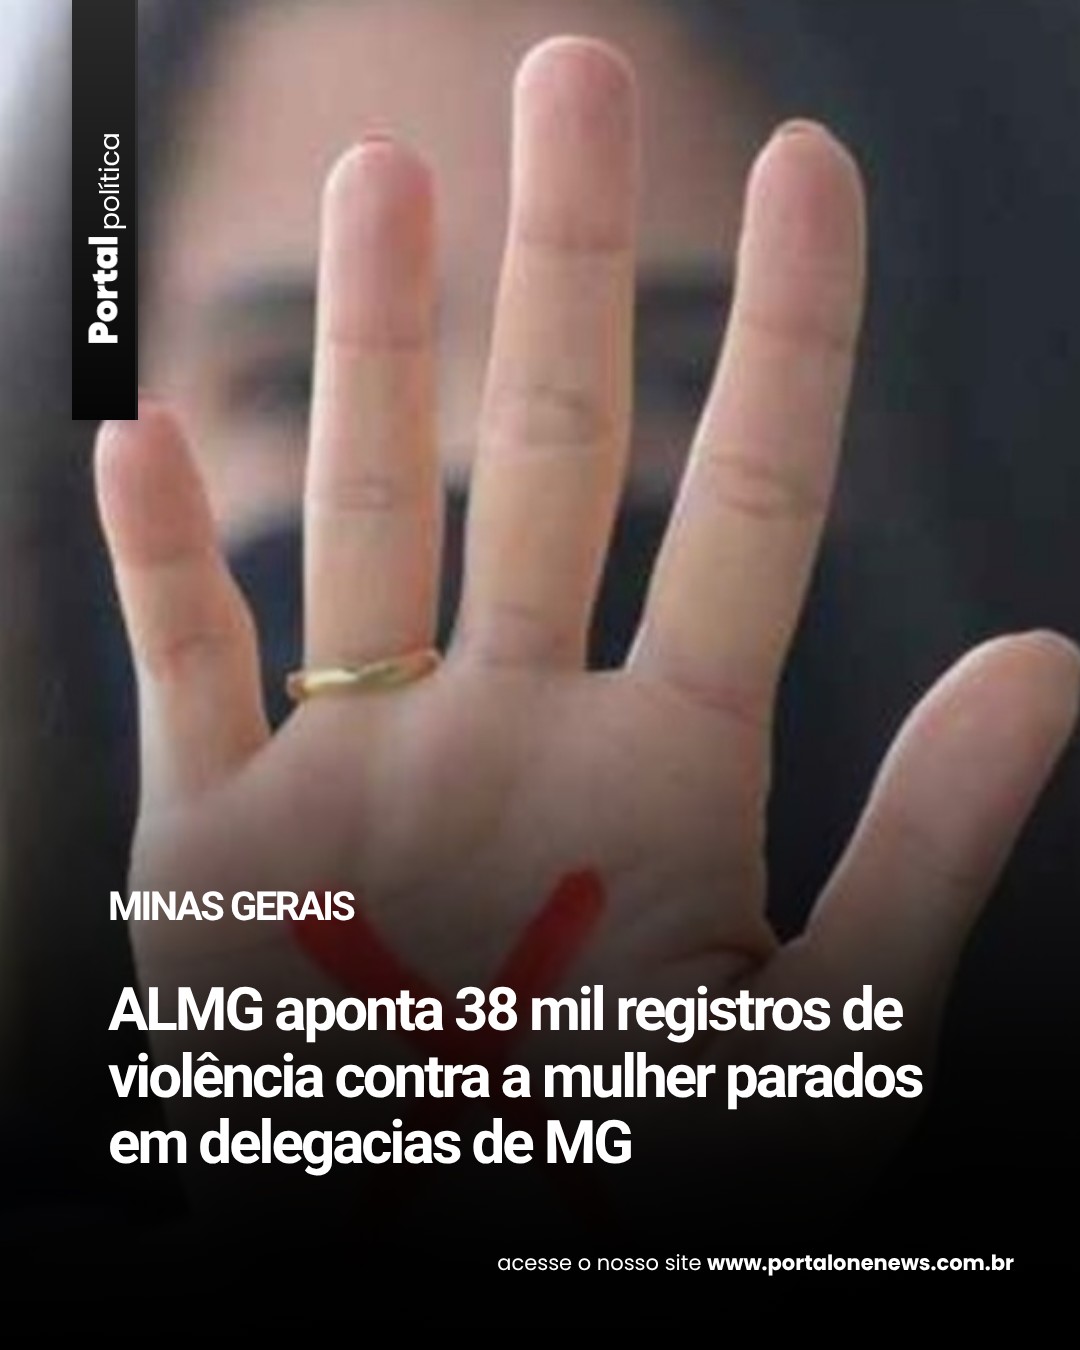 Portal política
MINAS GERAIS
ALMG aponta 38 mil registros de
violência contra a mulher parados
em delegacias de MG
acesse o nosso site www.portalonenews.com.br